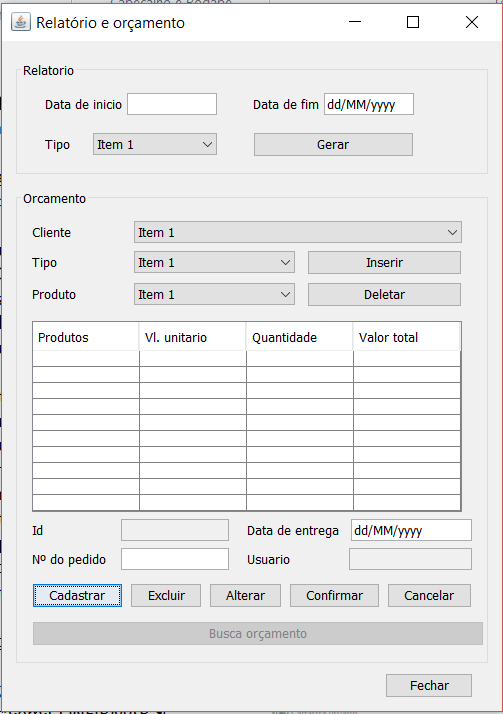 Relatório e orçamento
Relatorio
Data de inicio
Data de fim dd/MM/yyyy
Tipo Item 1 Gerar
Orcamento
Cliente Item 1
Tipo Item 1 Inserir
Produto Item 1 Deletar
Produtos Vl. unitario Quantidade Valor total
Id Data de entrega dd/MM/yyyy
Nº do pedido Usuario
Cadastrar Excluir Alterar Confirmar Cancelar
Busca orçamento
Fechar